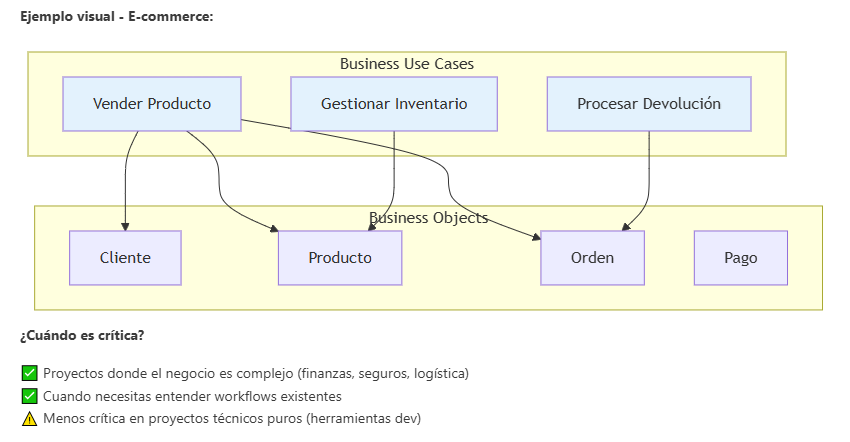 Ejemplo visual - E-commerce:
Business Use Cases
Vender Producto
Gestionar Inventario
Procesar Devolución
Business Objects
Cliente
Producto
Orden
Pago
¿Cuándo es crítica?
✅ Proyectos donde el negocio es complejo (finanzas, seguros, logística)
✅ Cuando necesitas entender workflows existentes
⚠️ Menos crítica en proyectos técnicos puros (herramientas dev)